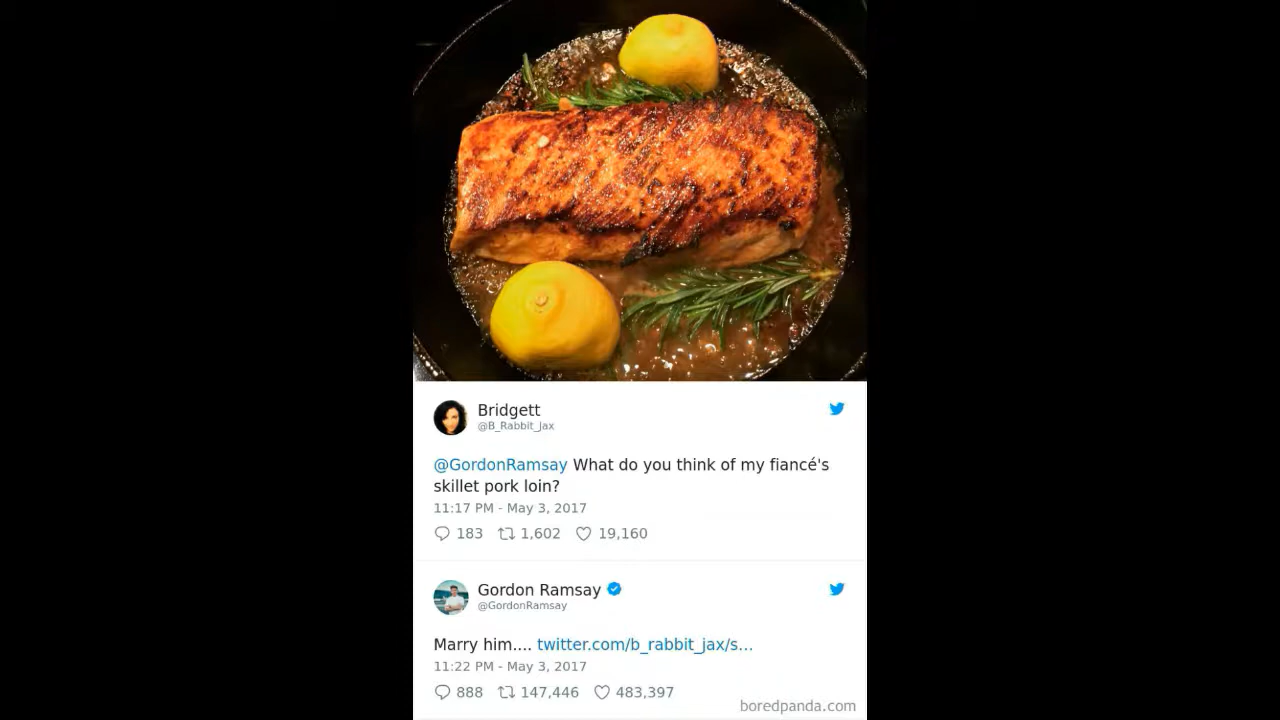 Bridgett
@B_Rabbit_Jax
@GordonRamsay What do you think of my fiancé's
skillet pork loin?
11:17 PM - May 3, 2017
183 1,602 19,160
Gordon Ramsay
@GordonRamsay
Marry him.... twitter.com/b_rabbit_jax/s…
11:22 PM - May 3, 2017
888 147,446 483,397
boredpanda.com